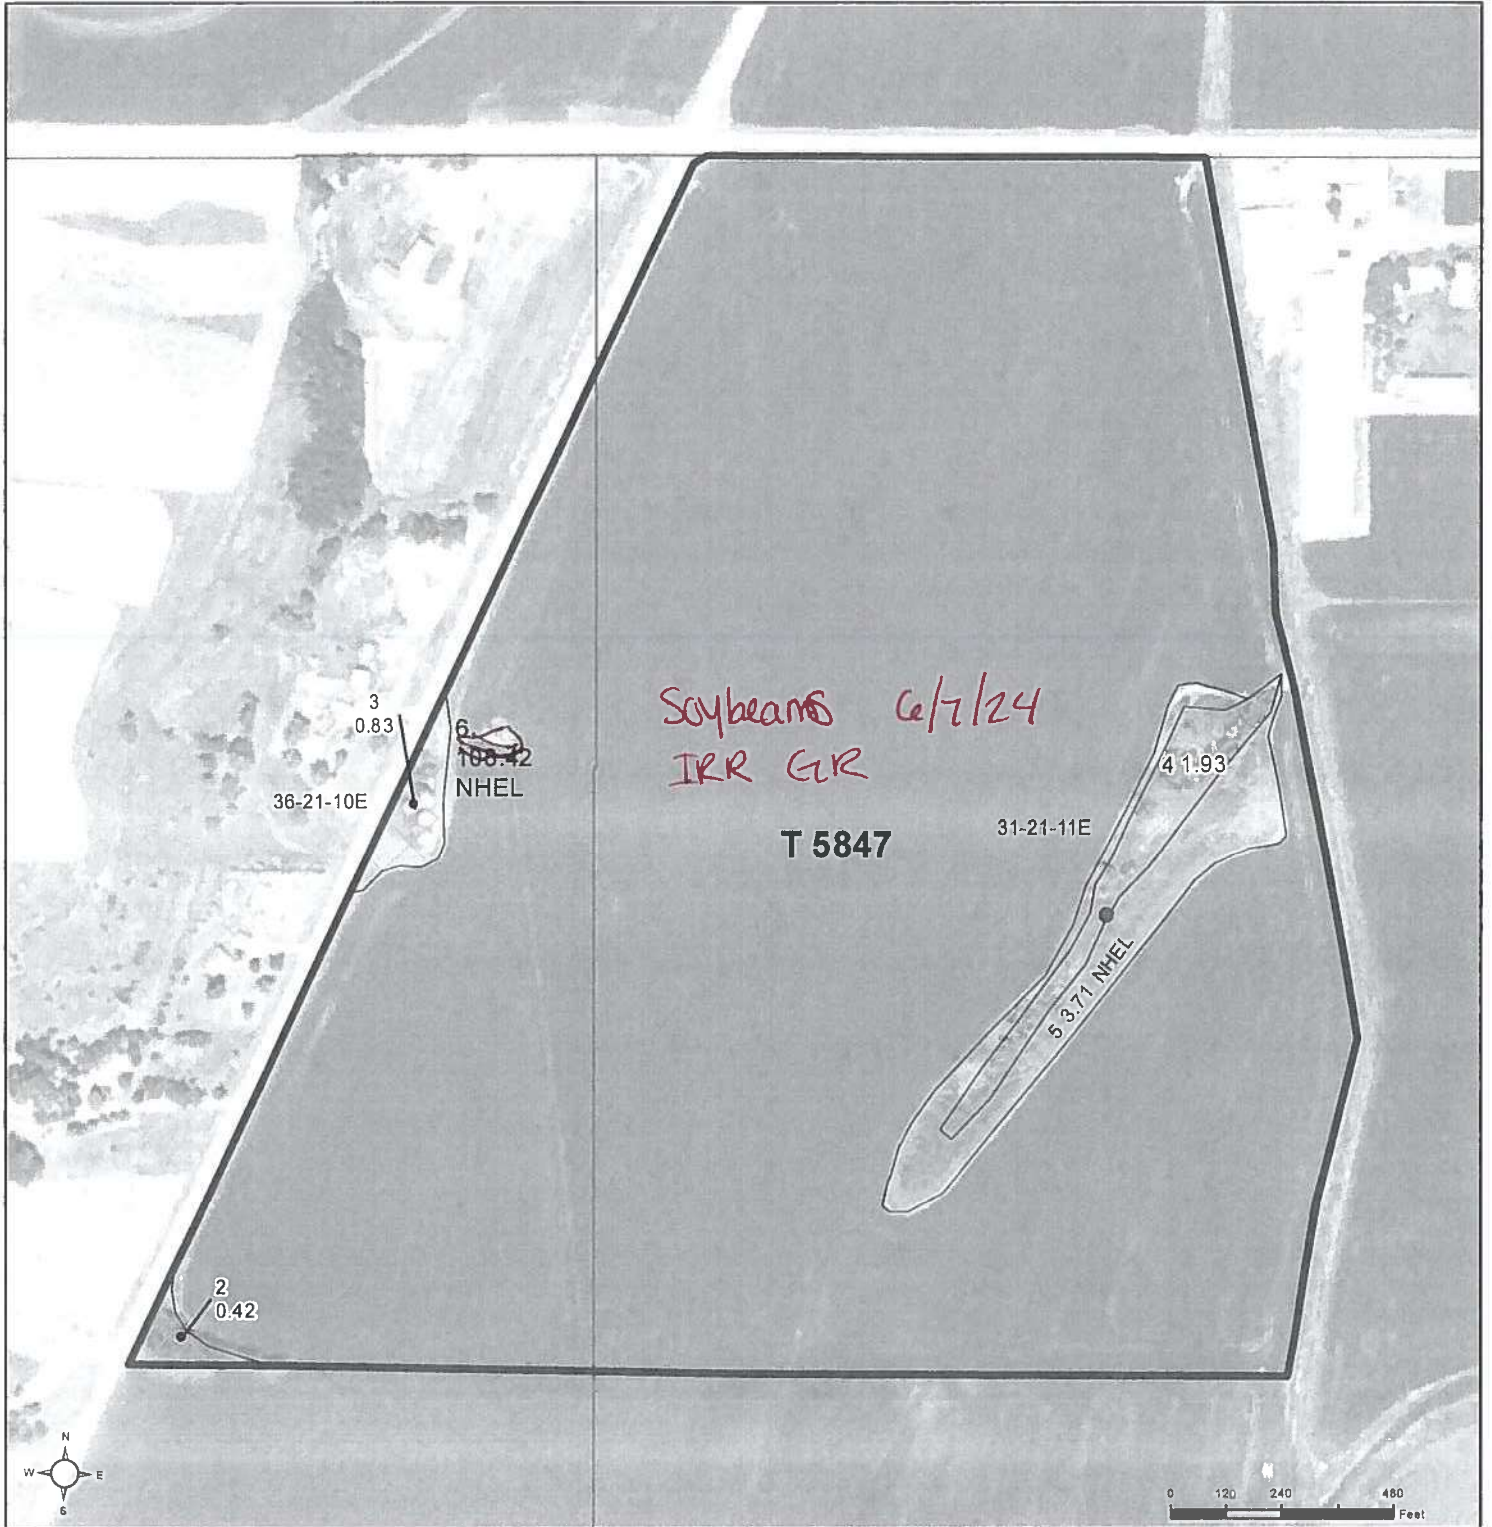 3
0.83
6
108.42
NHEL
36-21-10E
Soybeans 6/7/24
IRR GR
T 5847
4 1.93
31-21-11E
5 3.71 NHEL
2
0.42
N
W E
S
0 120 240 480
Feet